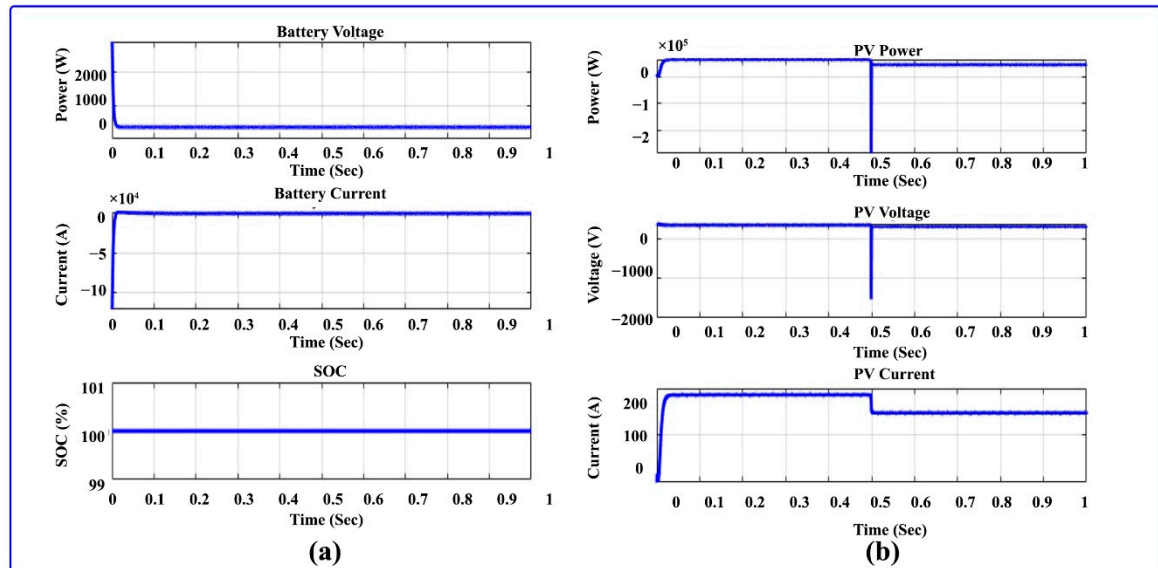 Battery Voltage
Power (W)
2000
1000
0
0 0.1 0.2 0.3 0.4 0.5 0.6 0.7 0.8 0.9 1
Time (Sec)
Battery Current
×10⁴
Current (A)
0
−5
−10
0 0.1 0.2 0.3 0.4 0.5 0.6 0.7 0.8 0.9 1
Time (Sec)
SOC
SOC (%)
101
100
99
0 0.1 0.2 0.3 0.4 0.5 0.6 0.7 0.8 0.9 1
Time (Sec)
(a)
×10⁵
PV Power
Power (W)
0
−1
−2
0 0.1 0.2 0.3 0.4 0.5 0.6 0.7 0.8 0.9 1
Time (Sec)
PV Voltage
Voltage (V)
0
−1000
−2000
0 0.1 0.2 0.3 0.4 0.5 0.6 0.7 0.8 0.9 1
Time (Sec)
PV Current
Current (A)
200
100
0
0 0.1 0.2 0.3 0.4 0.5 0.6 0.7 0.8 0.9 1
Time (Sec)
(b)